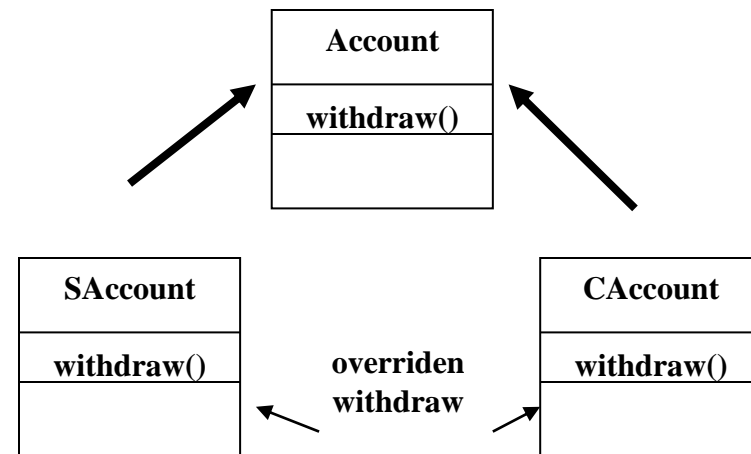 Account
withdraw()
SAccount
withdraw()
overriden
withdraw
CAccount
withdraw()